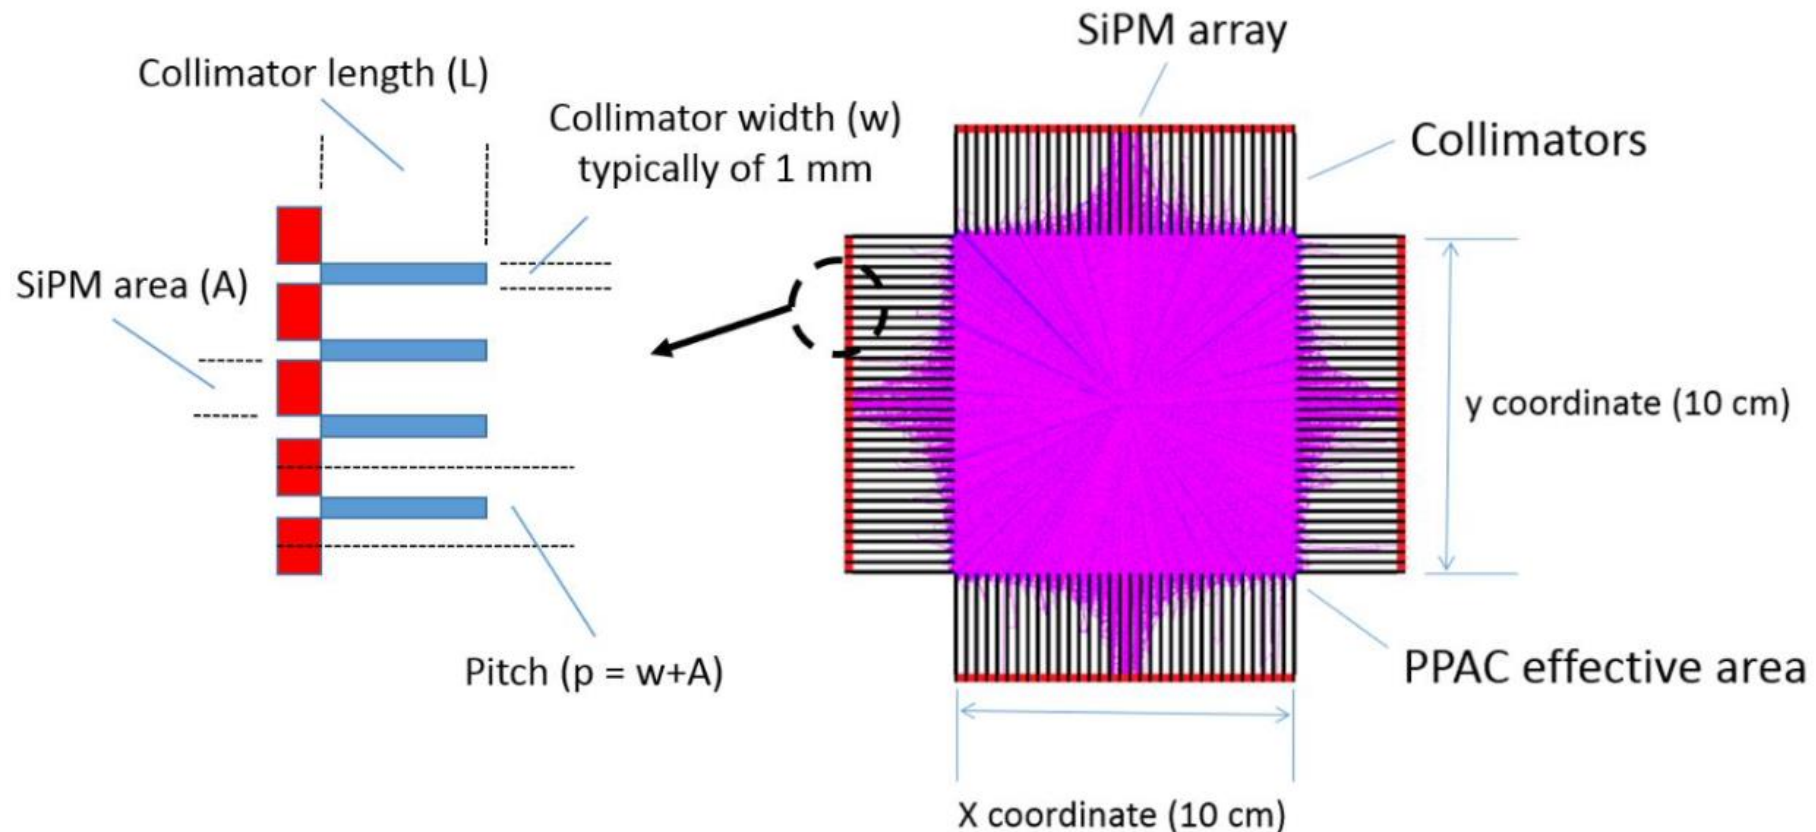 SiPM array
Collimator length (L)
Collimator width (w)
typically of 1 mm
Collimators
SiPM area (A)
y coordinate (10 cm)
Pitch (p = w+A)
PPAC effective area
X coordinate (10 cm)